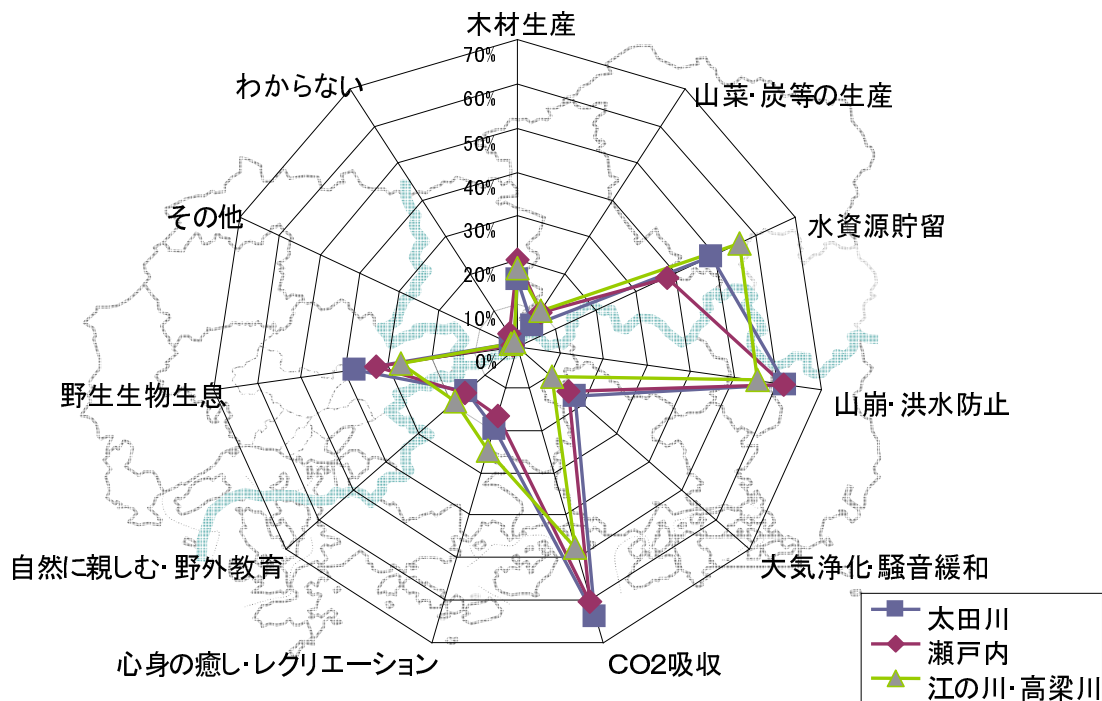 木材生産
70%
60%
50%
40%
30%
20%
10%
0%
山菜・炭等の生産
水資源貯留
山崩・洪水防止
大気浄化・騒音緩和
CO2吸収
心身の癒し・レクリエーション
自然に親しむ・野外教育
野生生物生息
その他
わからない
太田川
瀬戸内
江の川・高梁川